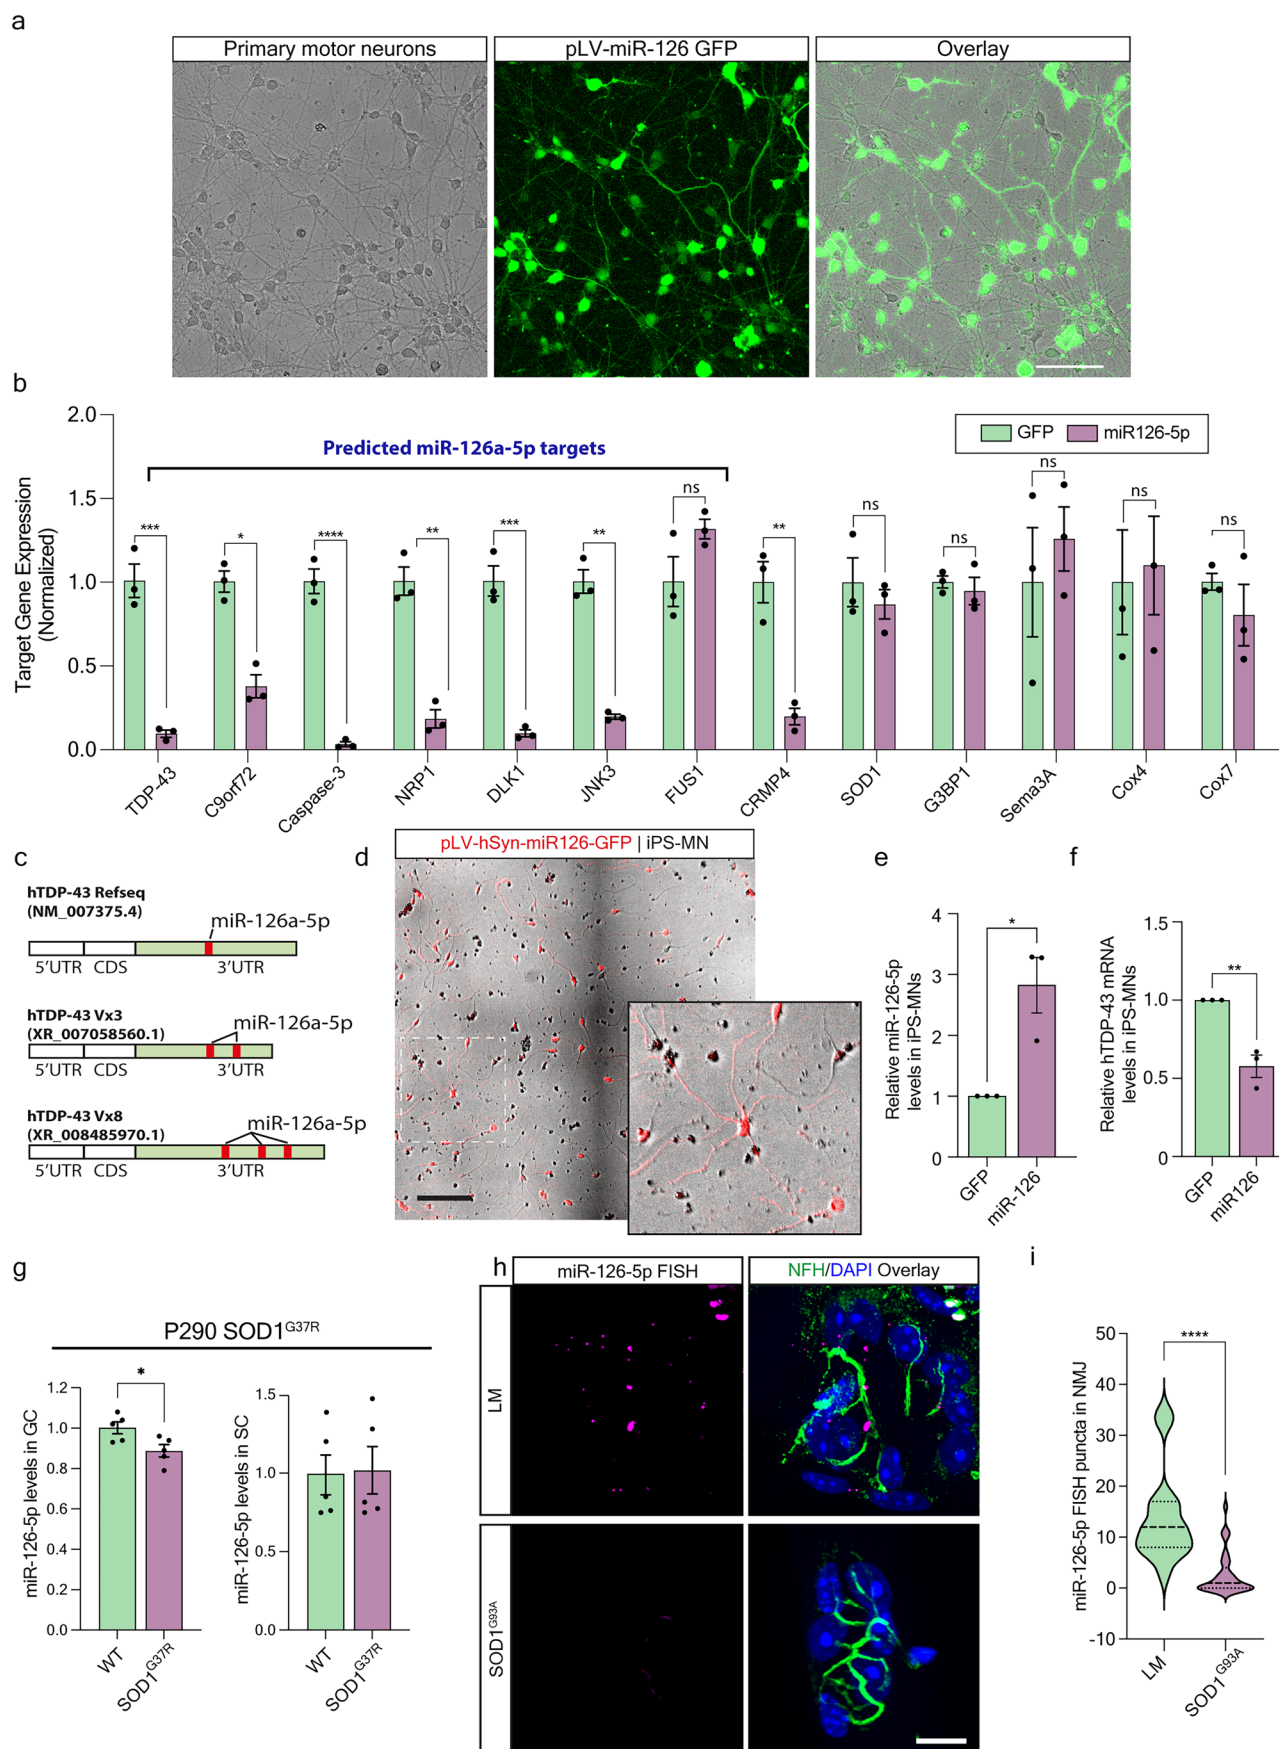 a
Primary motor neurons
pLV-miR-126 GFP
Overlay
b
Target Gene Expression
(Normalized)
2.0
1.5
1.0
0.5
0.0
Predicted miR-126a-5p targets
GFP
miR126-5p
***
*
****
**
***
**
ns
**
ns
ns
ns
ns
ns
TDP-43
C9orf72
Caspase-3
NRP1
DLK1
JNK3
FUS1
CRMP4
SOD1
G3BP1
Sema3A
Cox4
Cox7
c
hTDP-43 Refseq
(NM_007375.4)
miR-126a-5p
5'UTR CDS 3'UTR
hTDP-43 Vx3
(XR_007058560.1)
miR-126a-5p
5'UTR CDS 3'UTR
hTDP-43 Vx8
(XR_008485970.1)
miR-126a-5p
5'UTR CDS 3'UTR
d
pLV-hSyn-miR126-GFP | iPS-MN
e
Relative miR-126-5p
levels in iPS-MNs
4
3
2
1
0
*
GFP
miR-126
f
Relative hTDP-43 mRNA
levels in iPS-MNs
1.5
1.0
0.5
0
**
GFP
miR126
g
P290 SOD1G37R
miR-126-5p levels in GC
1.2
1.0
0.8
0.6
0.4
0.2
0.0
*
WT
SOD1G37R
miR-126-5p levels in SC
1.5
1.0
0.5
0.0
WT
SOD1G37R
h
miR-126-5p FISH
NFH/DAPI Overlay
LM
SOD1G93A
i
miR-126-5p FISH puncta in NMJ
50
40
30
20
10
0
-10
****
LM
SOD1G93A